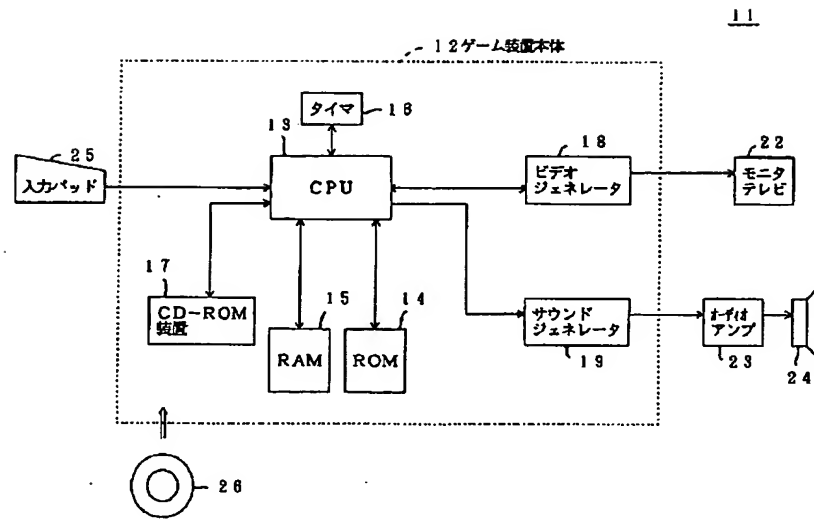 １１
１２ゲーム装置本体
タイマ
１６
１３
２５
入力パッド
CPU
１８
ビデオ
ジェネレータ
２２
モニタ
テレビ
１７
CD-ROM
装置
１５
RAM
１４
ROM
サウンド
ジェネレータ
１９
オーディオ
アンプ
２３
２４
２６